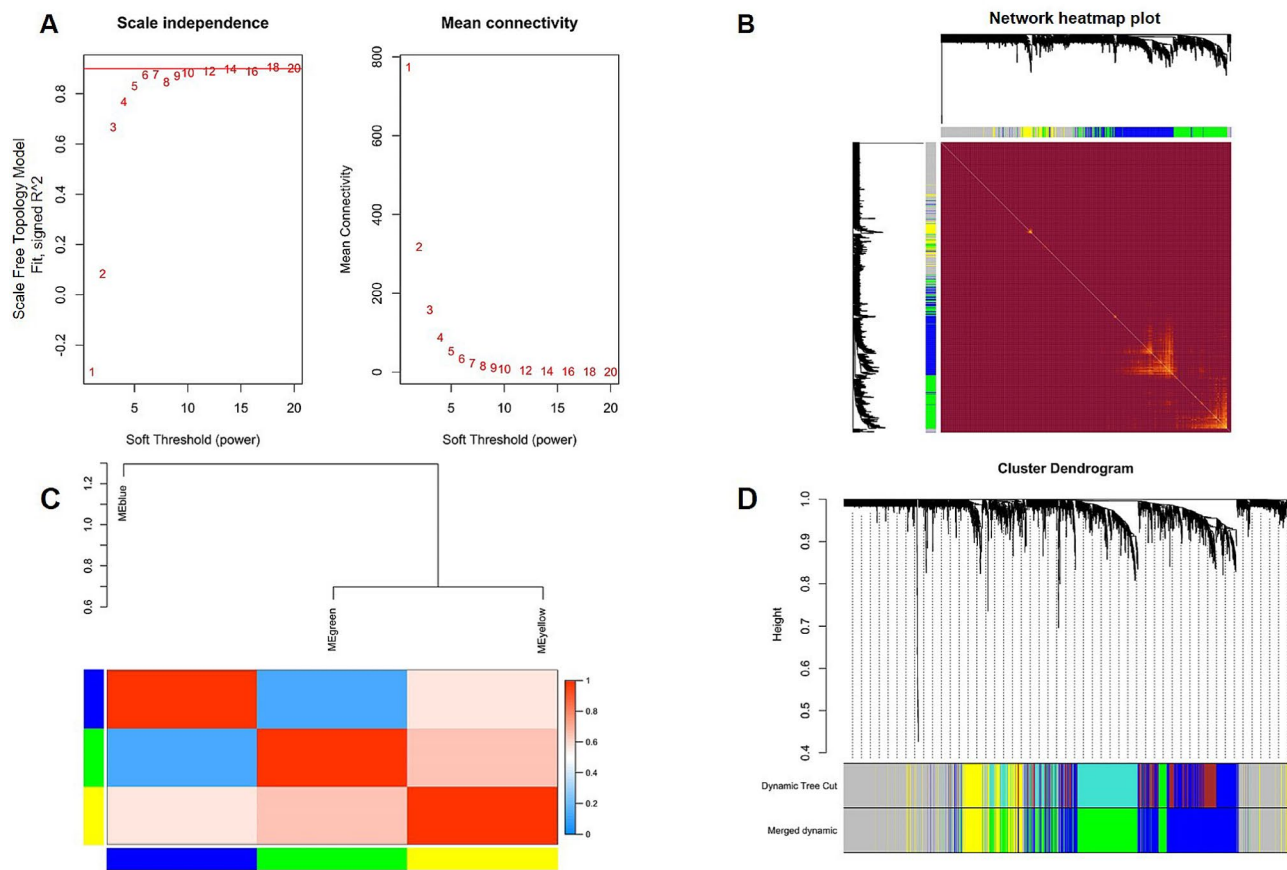 A
Scale independence
Scale Free Topology Model
Fit, signed R^2
0.8
0.6
0.4
0.2
0.0
-0.2
1
2
3
4
5
6
7
8
9
10
12
14
16
18
20
5 10 15 20
Soft Threshold (power)
Mean connectivity
Mean Connectivity
800
600
400
200
0
1
2
3
4
5
6
7
8
9
10
12
14
16
18
20
5 10 15 20
Soft Threshold (power)
B
Network heatmap plot
C
1.2
1.0
0.8
0.6
MEblue
MEgreen
MEyellow
1
0.8
0.6
0.4
0.2
0
D
Cluster Dendrogram
Height
1.0
0.9
0.8
0.7
0.6
0.5
0.4
Dynamic Tree Cut
Merged dynamic